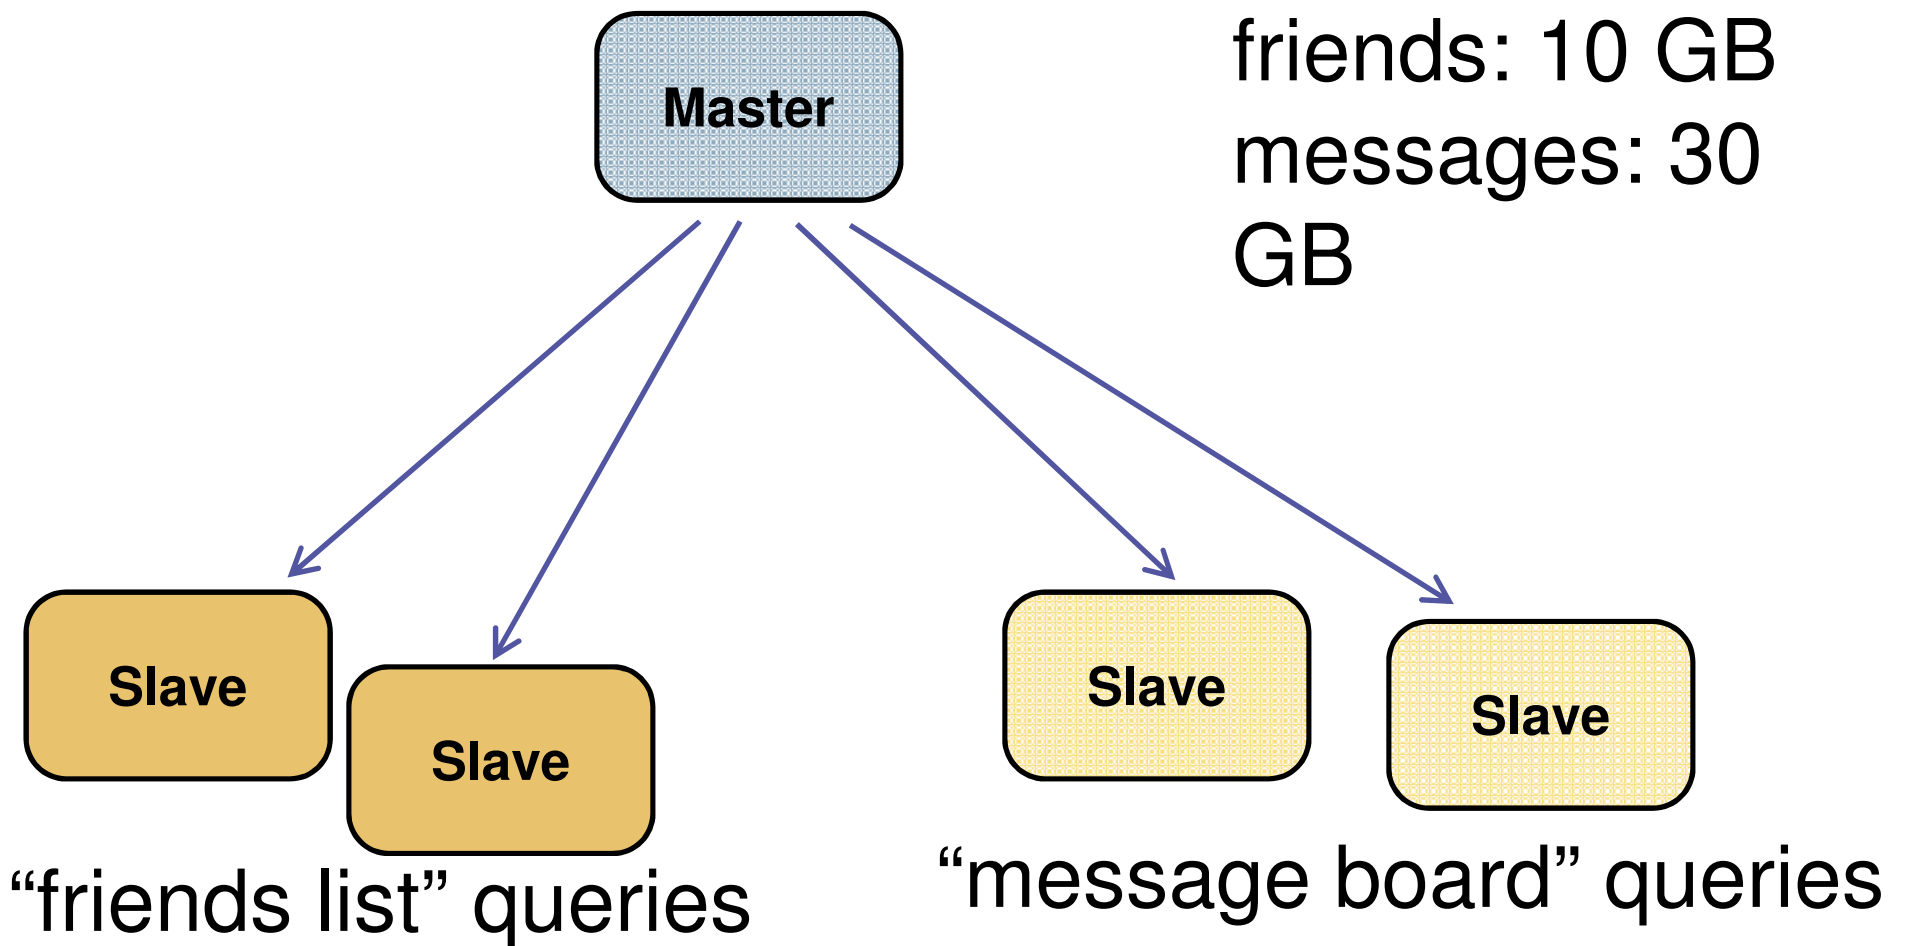 Master
friends: 10 GB
messages: 30
GB
Slave
Slave
Slave
Slave
“friends list” queries
“message board” queries